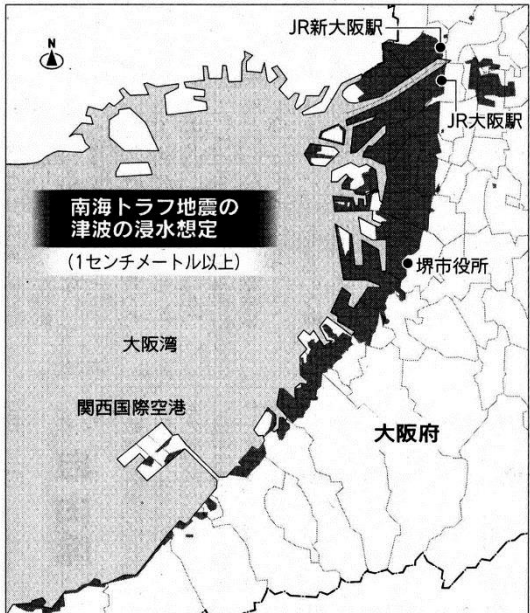 N
JR新大阪駅
JR大阪駅
南海トラフ地震の
津波の浸水想定
(1センチメートル以上)
堺市役所
大阪湾
関西国際空港
大阪府